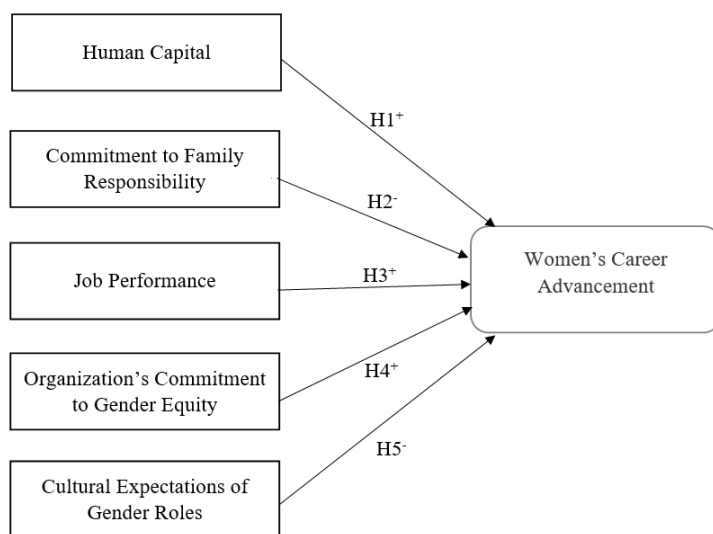 Human Capital
H1+
Commitment to Family
Responsibility
H2-
Job Performance
H3+
Women’s Career
Advancement
Organization’s Commitment
to Gender Equity
H4+
Cultural Expectations of
Gender Roles
H5-